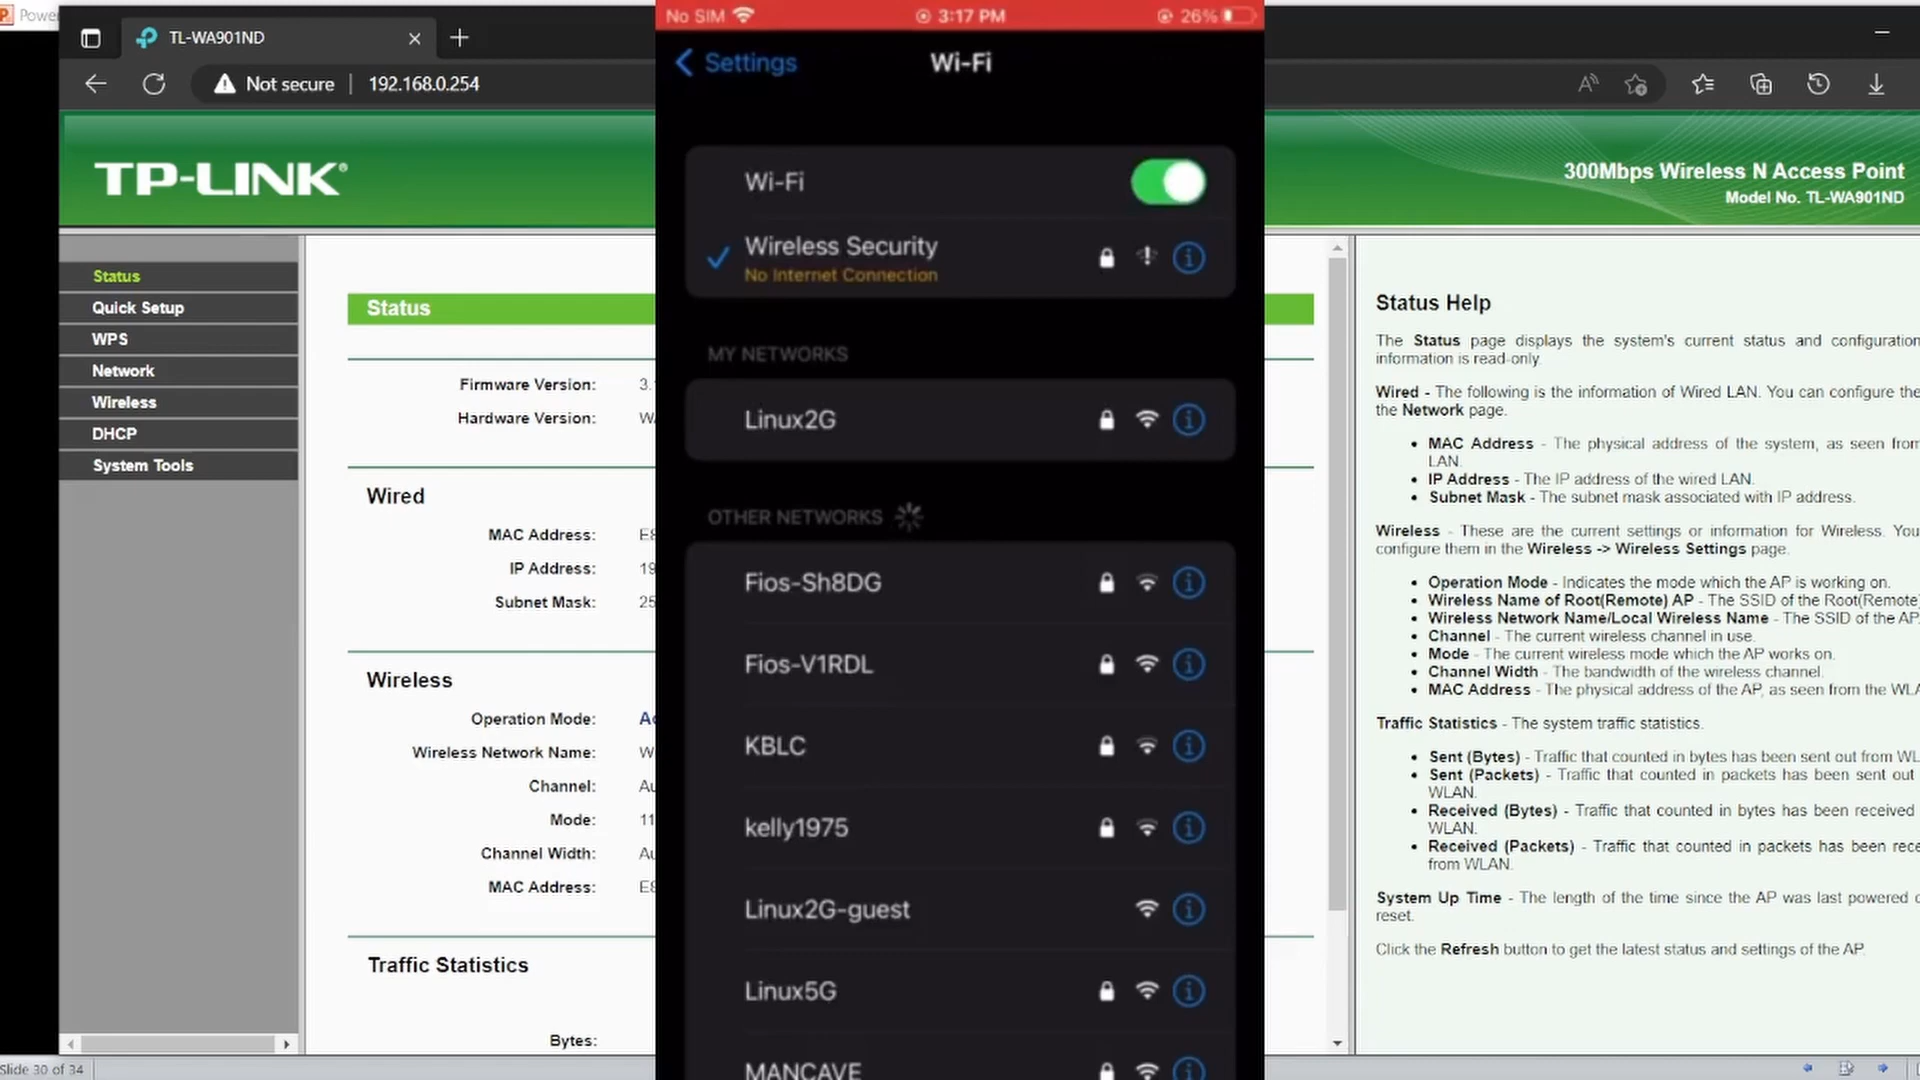 Power
TL-WA901ND
Not secure
192.168.0.254
TP-LINK
300Mbps Wireless N Access Point
Model No. TL-WA901ND
Status
Quick Setup
WPS
Network
Wireless
DHCP
System Tools
Status
Firmware Version: 3.
Hardware Version:
Wired
MAC Address: E8
IP Address: 19
Subnet Mask: 25
Wireless
Operation Mode:
Wireless Network Name: W
Channel: Au
Mode: 11
Channel Width: Au
MAC Address: E8
Traffic Statistics
Bytes:
No SIM
3:17 PM
26%
Settings
Wi-Fi
Wi-Fi
Wireless Security
No Internet Connection
MY NETWORKS
Linux2G
OTHER NETWORKS
Fios-Sh8DG
Fios-V1RDL
KBLC
kelly1975
Linux2G-guest
Linux5G
MANCAVE
Status Help
The Status page displays the system's current status and configuration
information is read-only.
Wired - The following is the information of Wired LAN. You can configure the
the Network page.
• MAC Address - The physical address of the system, as seen from
LAN.
• IP Address - The IP address of the wired LAN.
• Subnet Mask - The subnet mask associated with IP address.
Wireless - These are the current settings or information for Wireless. You
configure them in the Wireless -> Wireless Settings page.
• Operation Mode - Indicates the mode which the AP is working on.
• Wireless Name of Root(Remote) AP - The SSID of the Root(Remote)
• Wireless Network Name/Local Wireless Name - The SSID of the AP.
• Channel - The current wireless channel in use.
• Mode - The current wireless mode which the AP works on.
• Channel Width - The bandwidth of the wireless channel.
• MAC Address - The physical address of the AP, as seen from the WLA
Traffic Statistics - The system traffic statistics.
• Sent (Bytes) - Traffic that counted in bytes has been sent out from WL
• Sent (Packets) - Traffic that counted in packets has been sent out
WLAN.
• Received (Bytes) - Traffic that counted in bytes has been received
WLAN.
• Received (Packets) - Traffic that counted in packets has been rece
from WLAN.
System Up Time - The length of the time since the AP was last powered o
reset.
Click the Refresh button to get the latest status and settings of the AP.
Slide 30 of 34